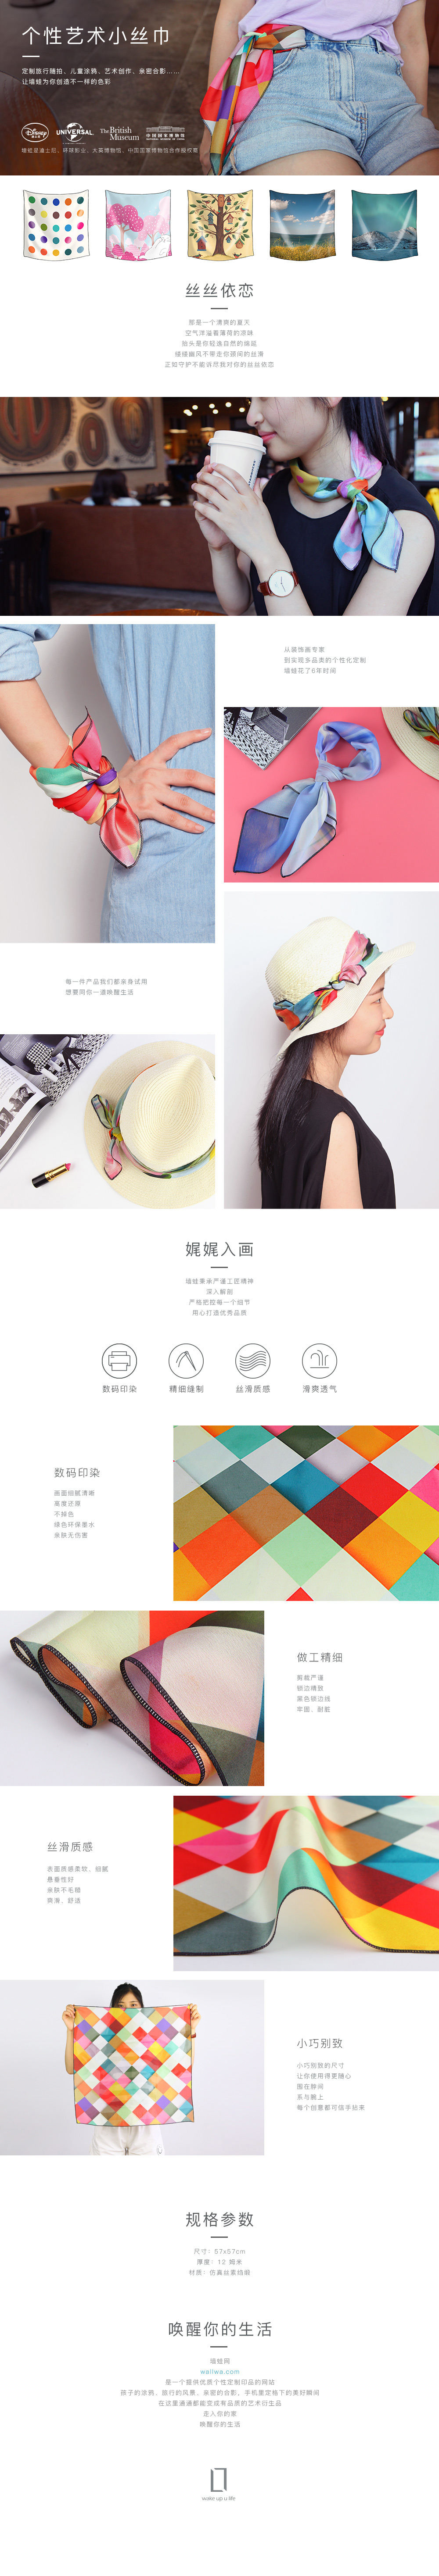 个性艺术小丝巾
定制旅行随拍、儿童涂鸦、艺术创作、亲密合影......
让墙蛙为你创造不一样的色彩
Disney
UNIVERSAL
The British Museum
中国国家博物馆
墙蛙是迪士尼、环球影业、大英博物馆、中国国家博物馆合作授权商
丝丝依恋
那是一个清爽的夏天
空气洋溢着薄荷的凉味
抬头是你轻逸自然的绵延
缕缕幽风不带走你颈间的丝滑
正如守护不能诉尽我对你的丝丝依恋
从装饰画专家
到实现多品类的个性化定制
墙蛙花了6年时间
每一件产品我们都亲身试用
想要同你一道唤醒生活
娓娓入画
墙蛙秉承严谨工匠精神
深入解剖
严格把控每一个细节
用心打造优秀品质
数码印染
精细缝制
丝滑质感
滑爽透气
数码印染
画面细腻清晰
高度还原
不掉色
绿色环保墨水
亲肤无伤害
做工精细
剪裁严谨
锁边精致
黑色锁边线
牢固、耐脏
丝滑质感
表面质感柔软、细腻
悬垂性好
亲肤不毛糙
爽滑、舒适
小巧别致
小巧别致的尺寸
让你使用得更随心
围在脖间
系与腕上
每个创意都可信手拈来
规格参数
尺寸：57x57cm
厚度：12 姆米
材质：仿真丝素绉缎
唤醒你的生活
墙蛙网
wallwa.com
是一个提供优质个性定制印品的网站
孩子的涂鸦、旅行的风景、亲密的合影，手机里定格下的美好瞬间
在这里通通都能变成有品质的艺术衍生品
走入你的家
唤醒你的生活
wake up u life